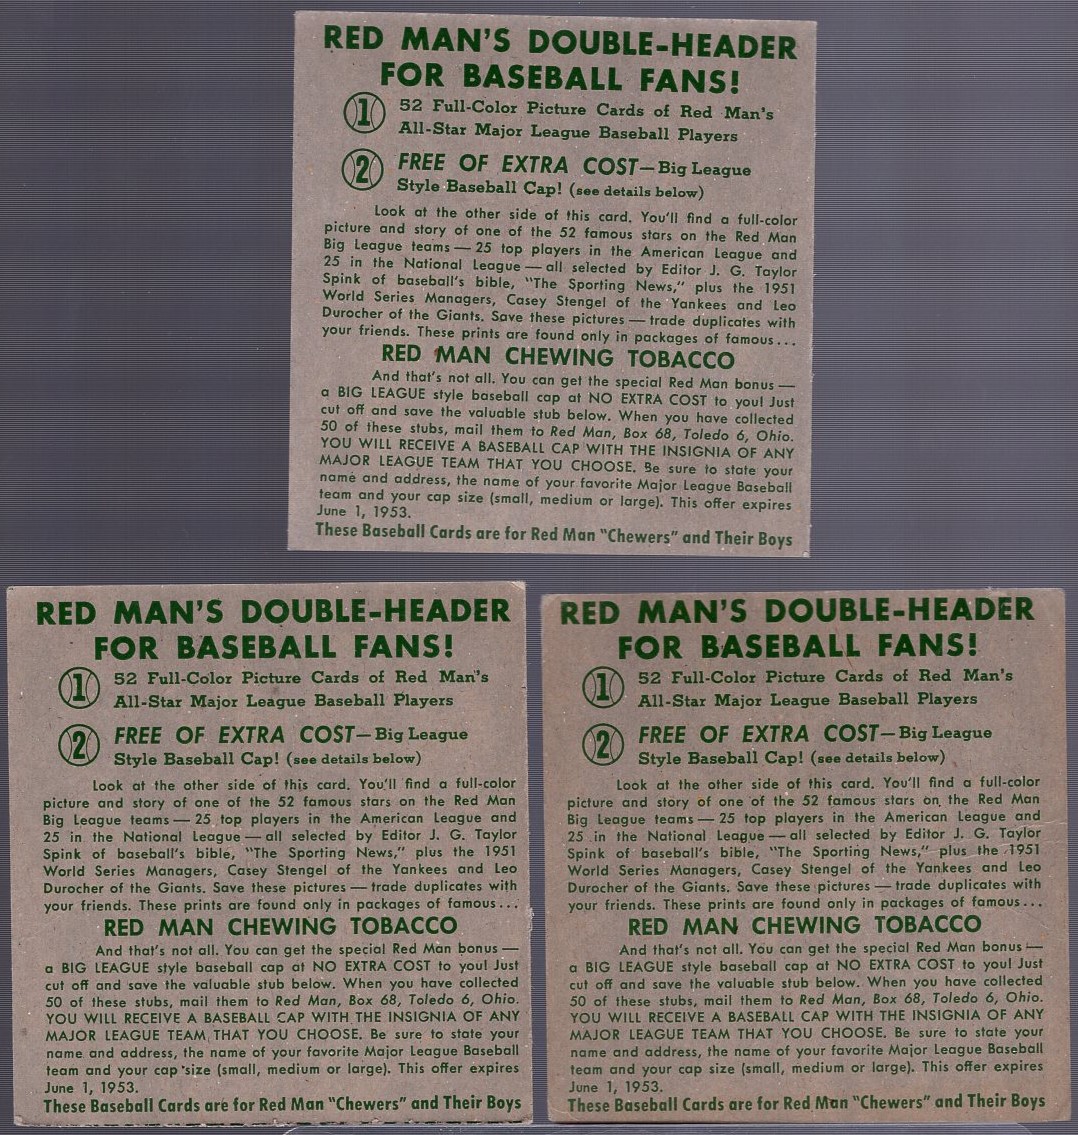 RED MAN'S DOUBLE-HEADER
FOR BASEBALL FANS!
1 52 Full-Color Picture Cards of Red Man's
All-Star Major League Baseball Players
2 FREE OF EXTRA COST—Big League
Style Baseball Cap! (see details below)
Look at the other side of this card. You'll find a full-color
picture and story of one of the 52 famous stars on the Red Man
Big League teams — 25 top players in the American League and
25 in the National League — all selected by Editor J. G. Taylor
Spink of baseball's bible, "The Sporting News," plus the 1951
World Series Managers, Casey Stengel of the Yankees and Leo
Durocher of the Giants. Save these pictures — trade duplicates with
your friends. These prints are found only in packages of famous...
RED MAN CHEWING TOBACCO
And that's not all. You can get the special Red Man bonus —
a BIG LEAGUE style baseball cap at NO EXTRA COST to you! Just
cut off and save the valuable stub below. When you have collected
50 of these stubs, mail them to Red Man, Box 68, Toledo 6, Ohio.
YOU WILL RECEIVE A BASEBALL CAP WITH THE INSIGNIA OF ANY
MAJOR LEAGUE TEAM THAT YOU CHOOSE. Be sure to state your
name and address, the name of your favorite Major League Baseball
team and your cap size (small, medium or large). This offer expires
June 1, 1953.
These Baseball Cards are for Red Man "Chewers" and Their Boys
RED MAN'S DOUBLE-HEADER
FOR BASEBALL FANS!
1 52 Full-Color Picture Cards of Red Man's
All-Star Major League Baseball Players
2 FREE OF EXTRA COST—Big League
Style Baseball Cap! (see details below)
Look at the other side of this card. You'll find a full-color
picture and story of one of the 52 famous stars on the Red Man
Big League teams — 25 top players in the American League and
25 in the National League — all selected by Editor J. G. Taylor
Spink of baseball's bible, "The Sporting News," plus the 1951
World Series Managers, Casey Stengel of the Yankees and Leo
Durocher of the Giants. Save these pictures — trade duplicates with
your friends. These prints are found only in packages of famous...
RED MAN CHEWING TOBACCO
And that's not all. You can get the special Red Man bonus —
a BIG LEAGUE style baseball cap at NO EXTRA COST to you! Just
cut off and save the valuable stub below. When you have collected
50 of these stubs, mail them to Red Man, Box 68, Toledo 6, Ohio.
YOU WILL RECEIVE A BASEBALL CAP WITH THE INSIGNIA OF ANY
MAJOR LEAGUE TEAM THAT YOU CHOOSE. Be sure to state your
name and address, the name of your favorite Major League Baseball
team and your cap size (small, medium or large). This offer expires
June 1, 1953.
These Baseball Cards are for Red Man "Chewers" and Their Boys
RED MAN'S DOUBLE-HEADER
FOR BASEBALL FANS!
1 52 Full-Color Picture Cards of Red Man's
All-Star Major League Baseball Players
2 FREE OF EXTRA COST—Big League
Style Baseball Cap! (see details below)
Look at the other side of this card. You'll find a full-color
picture and story of one of the 52 famous stars on the Red Man
Big League teams — 25 top players in the American League and
25 in the National League — all selected by Editor J. G. Taylor
Spink of baseball's bible, "The Sporting News," plus the 1951
World Series Managers, Casey Stengel of the Yankees and Leo
Durocher of the Giants. Save these pictures — trade duplicates with
your friends. These prints are found only in packages of famous...
RED MAN CHEWING TOBACCO
And that's not all. You can get the special Red Man bonus —
a BIG LEAGUE style baseball cap at NO EXTRA COST to you! Just
cut off and save the valuable stub below. When you have collected
50 of these stubs, mail them to Red Man, Box 68, Toledo 6, Ohio.
YOU WILL RECEIVE A BASEBALL CAP WITH THE INSIGNIA OF ANY
MAJOR LEAGUE TEAM THAT YOU CHOOSE. Be sure to state your
name and address, the name of your favorite Major League Baseball
team and your cap size (small, medium or large). This offer expires
June 1, 1953.
These Baseball Cards are for Red Man "Chewers" and Their Boys